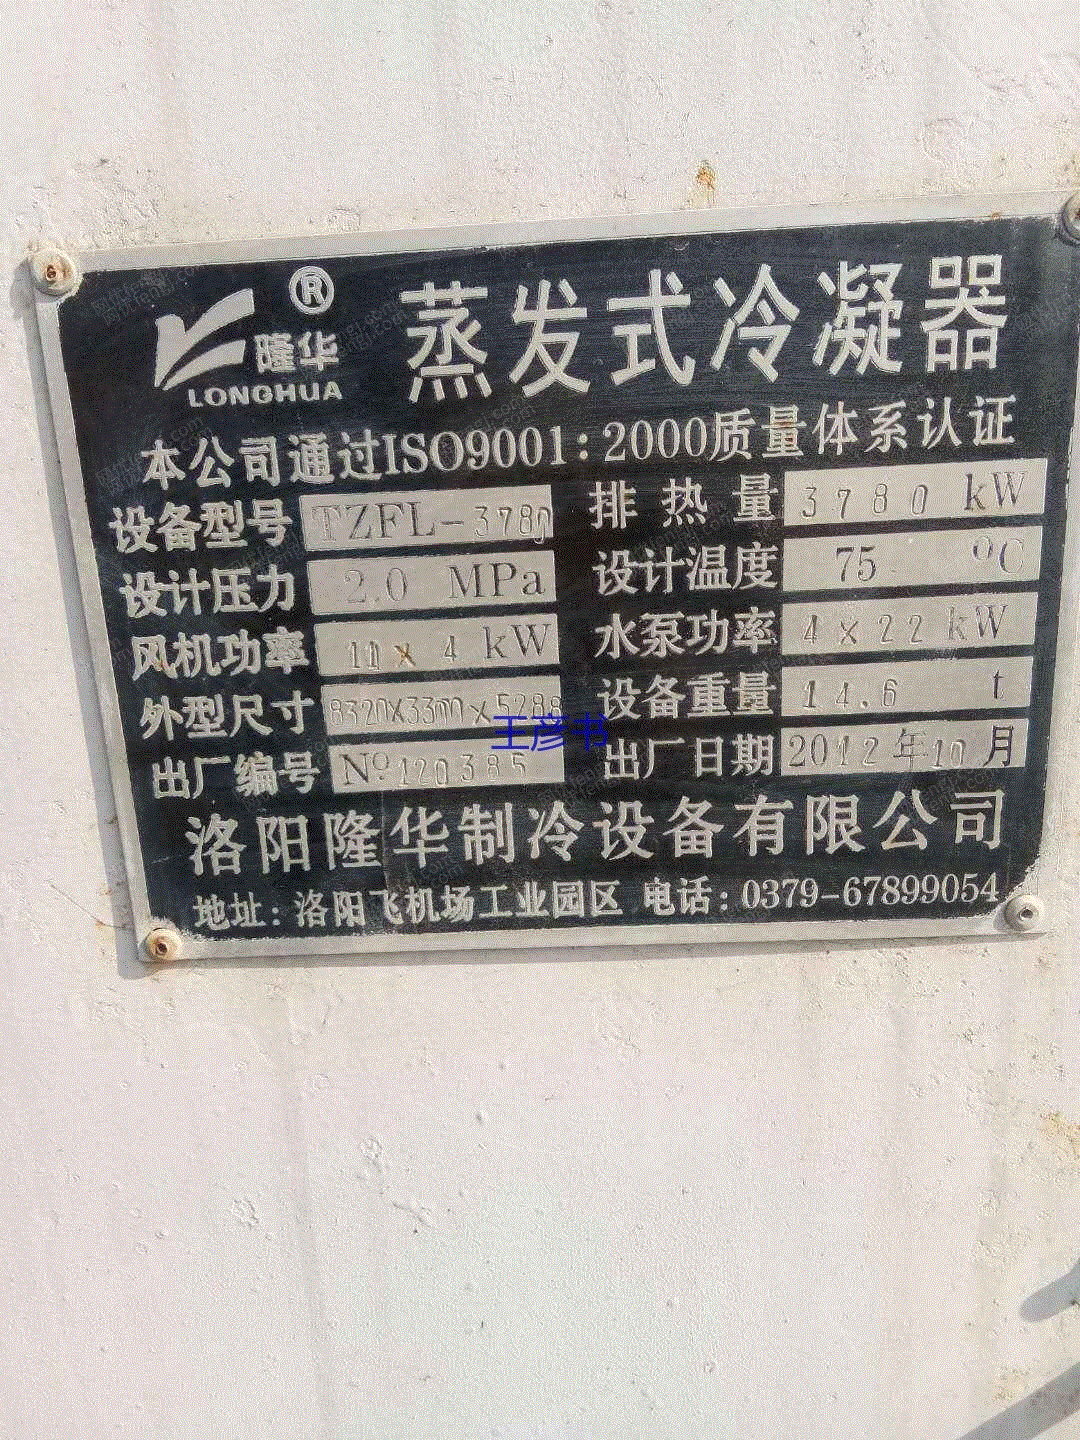 ® 隆华 蒸发式冷凝器
LONGHUA
本公司通过ISO9001:2000质量体系认证
设备型号 TZFL-3780 排热量 3780 kW
设计压力 2.0 MPa 设计温度 75 ºC
风机功率 11×4 kW 水泵功率 4×22kW
外型尺寸 8320×3300×5288 设备重量 14.6 t
王彦书
出厂编号 Nº120385 出厂日期 2012年10月
洛阳隆华制冷设备有限公司
地址:洛阳飞机场工业园区 电话:0379-67899054